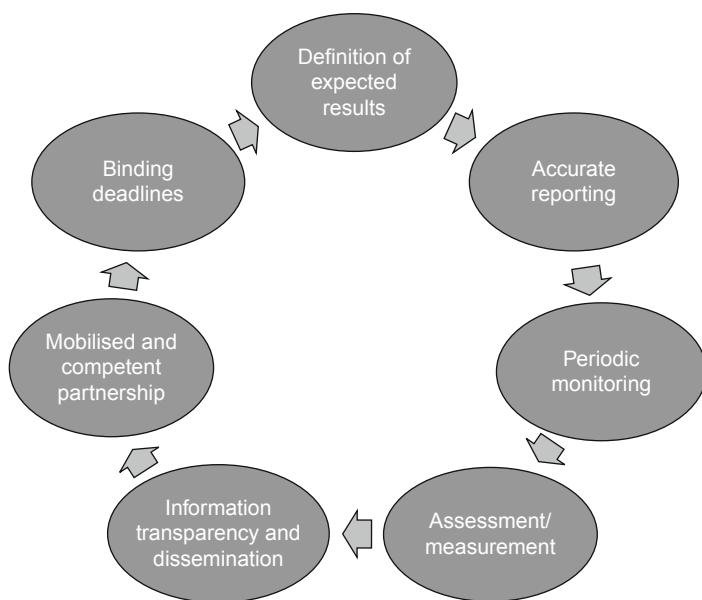 Definition of
expected
results
Accurate
reporting
Periodic
monitoring
Assessment/
measurement
Information
transparency and
dissemination
Mobilised and
competent
partnership
Binding
deadlines